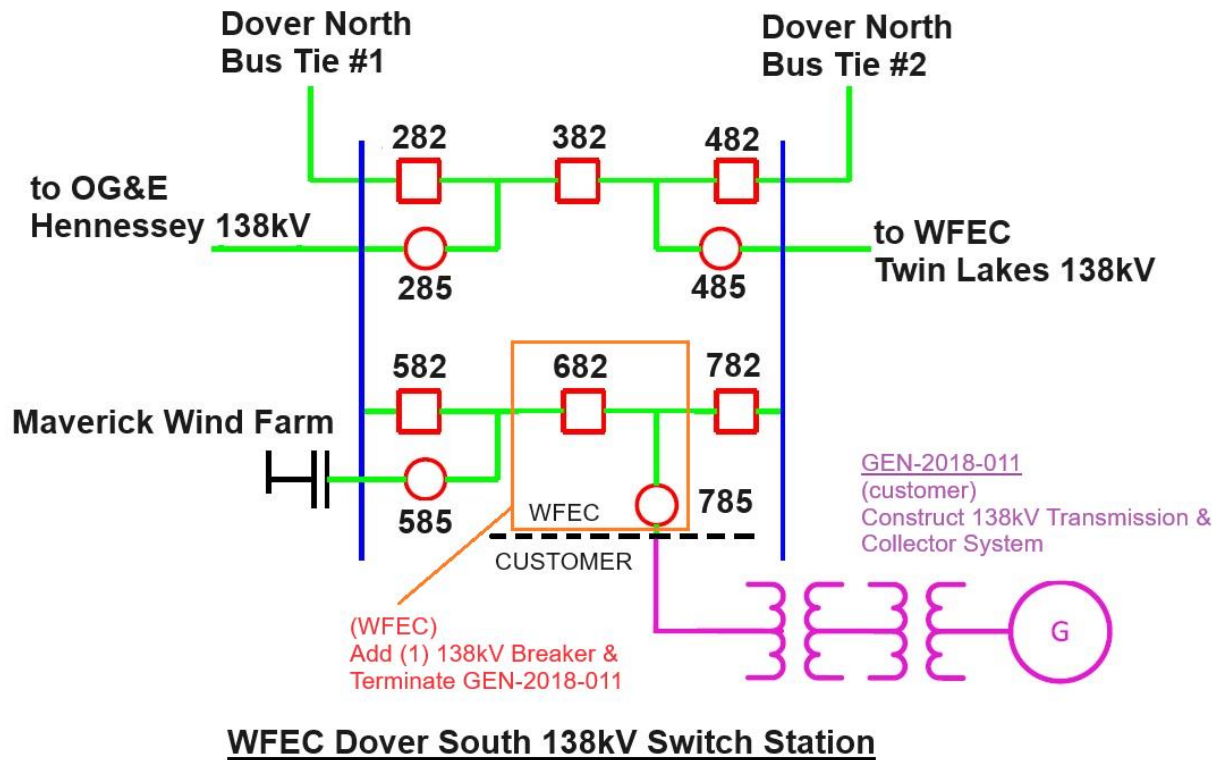 Dover North
Bus Tie #1
Dover North
Bus Tie #2
282
382
482
to OG&E
Hennessey 138kV
285
485
to WFEC
Twin Lakes 138kV
582
682
782
Maverick Wind Farm
585
WFEC
785
CUSTOMER
GEN-2018-011
(customer)
Construct 138kV Transmission &
Collector System
G
(WFEC)
Add (1) 138kV Breaker &
Terminate GEN-2018-011
WFEC Dover South 138kV Switch Station